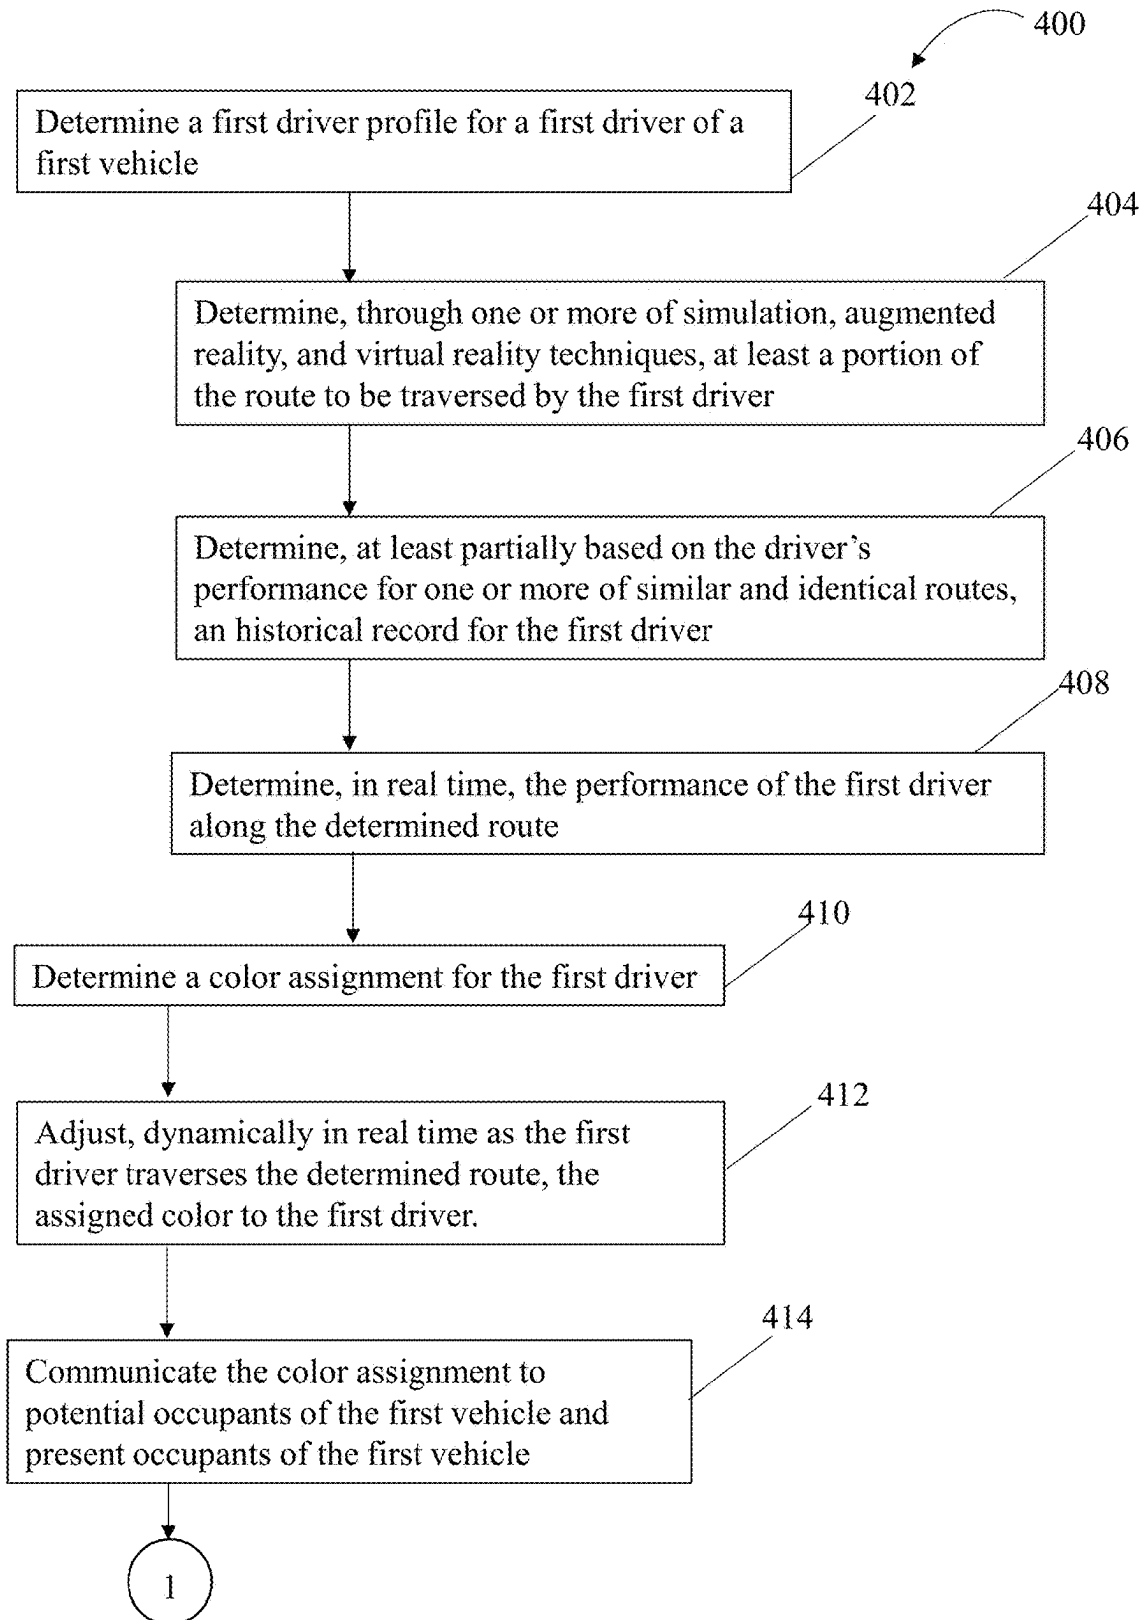 400
402
Determine a first driver profile for a first driver of a
first vehicle
404
Determine, through one or more of simulation, augmented
reality, and virtual reality techniques, at least a portion of
the route to be traversed by the first driver
406
Determine, at least partially based on the driver's
performance for one or more of similar and identical routes,
an historical record for the first driver
408
Determine, in real time, the performance of the first driver
along the determined route
410
Determine a color assignment for the first driver
412
Adjust, dynamically in real time as the first
driver traverses the determined route, the
assigned color to the first driver.
414
Communicate the color assignment to
potential occupants of the first vehicle and
present occupants of the first vehicle
1